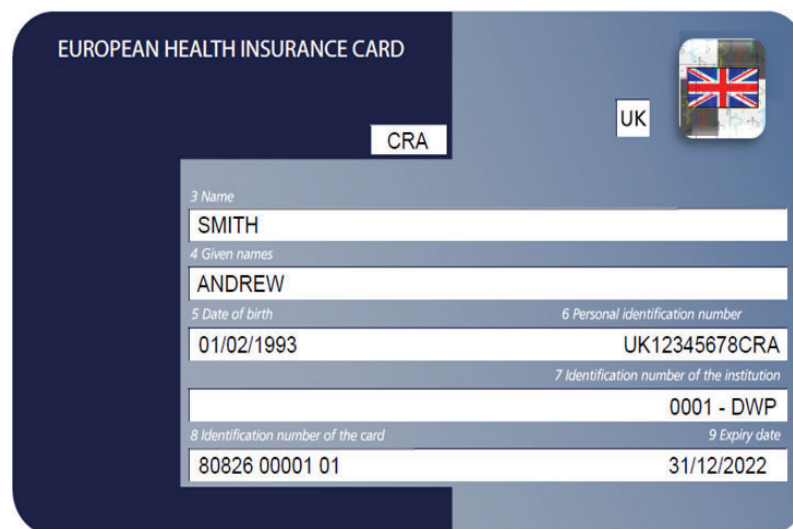 EUROPEAN HEALTH INSURANCE CARD
UK
CRA
3 Name
SMITH
4 Given names
ANDREW
5 Date of birth 6 Personal identification number
01/02/1993 UK12345678CRA
7 Identification number of the institution
0001 - DWP
8 Identification number of the card 9 Expiry date
80826 00001 01 31/12/2022